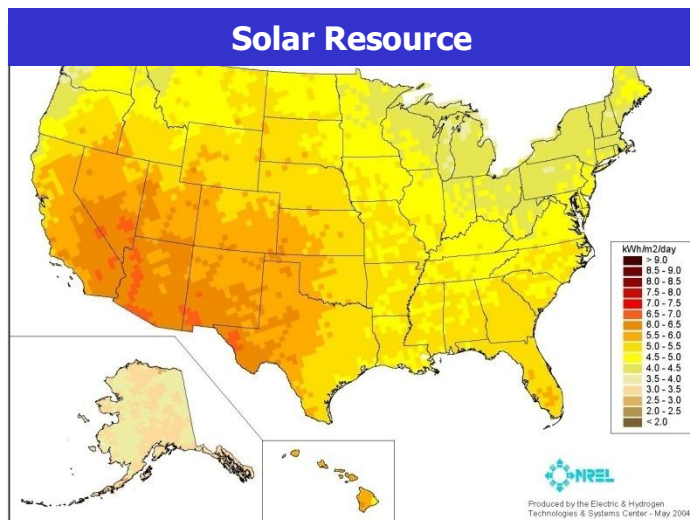 Solar Resource
kWh/m2/day
> 9.0
8.5 - 9.0
8.0 - 8.5
7.5 - 8.0
7.0 - 7.5
6.5 - 7.0
6.0 - 6.5
5.5 - 6.0
5.0 - 5.5
4.5 - 5.0
4.0 - 4.5
3.5 - 4.0
3.0 - 3.5
2.5 - 3.0
2.0 - 2.5
< 2.0
NREL
Produced by the Electric & Hydrogen
Technologies & Systems Center - May 2004